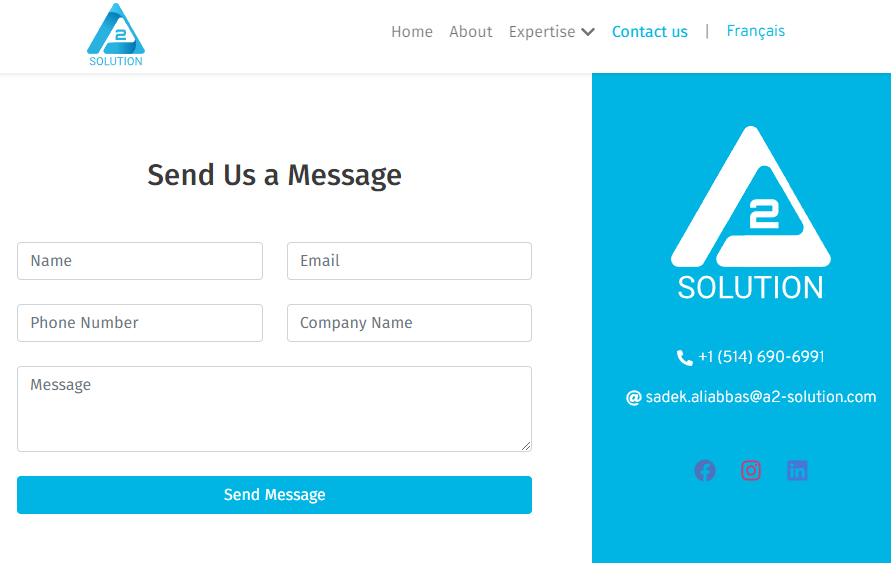 2
SOLUTION
Home About Expertise Contact us | Français
Send Us a Message
Name Email
Phone Number Company Name
Message
Send Message
2
SOLUTION
+1 (514) 690-6991
@ sadek.aliabbas@a2-solution.com